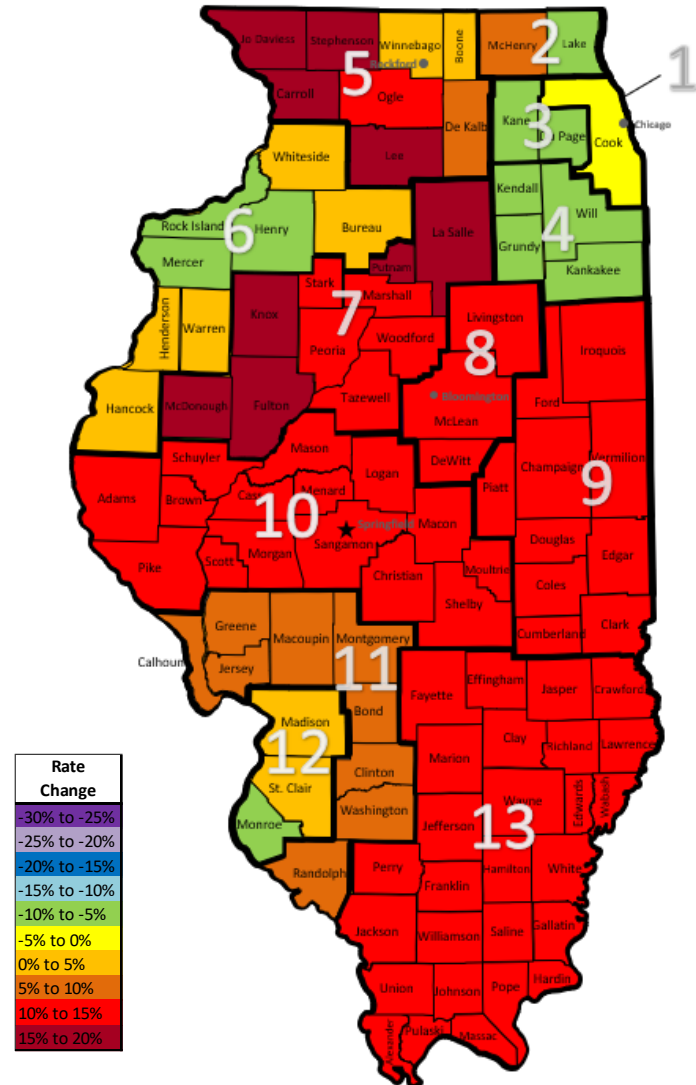 Jo Daviess
Stephenson
Winnebago
Boone
McHenry
2
Lake
5
Rockford
1
Carroll
Ogle
De Kalb
Kane
3
Du Page
Cook
Chicago
Whiteside
Lee
Kendall
Rock Island
6
Henry
Bureau
La Salle
Will
4
Grundy
Mercer
Putnam
Kankakee
Stark
Marshall
7
Henderson
Warren
Knox
Livingston
Woodford
Peoria
8
Iroquois
Hancock
McDonough
Fulton
Tazewell
Bloomington
McLean
Ford
Mason
Schuyler
Logan
DeWitt
Champaign
Vermilion
9
Adams
Brown
Cass
Menard
Piatt
10
Springfield
Sangamon
Macon
Douglas
Scott
Morgan
Pike
Christian
Moultrie
Edgar
Coles
Shelby
Greene
Macoupin
Montgomery
Cumberland
Clark
Calhoun
Jersey
11
Effingham
Fayette
Jasper
Crawford
Bond
Madison
Clay
Richland
Lawrence
12
Marion
Clinton
St. Clair
Wayne
Edwards
Wabash
Washington
Monroe
Jefferson
13
Randolph
Perry
Hamilton
White
Franklin
Jackson
Williamson
Saline
Gallatin
Union
Johnson
Pope
Hardin
Alexander
Pulaski
Massac
Rate
Change
-30% to -25%
-25% to -20%
-20% to -15%
-15% to -10%
-10% to -5%
-5% to 0%
0% to 5%
5% to 10%
10% to 15%
15% to 20%